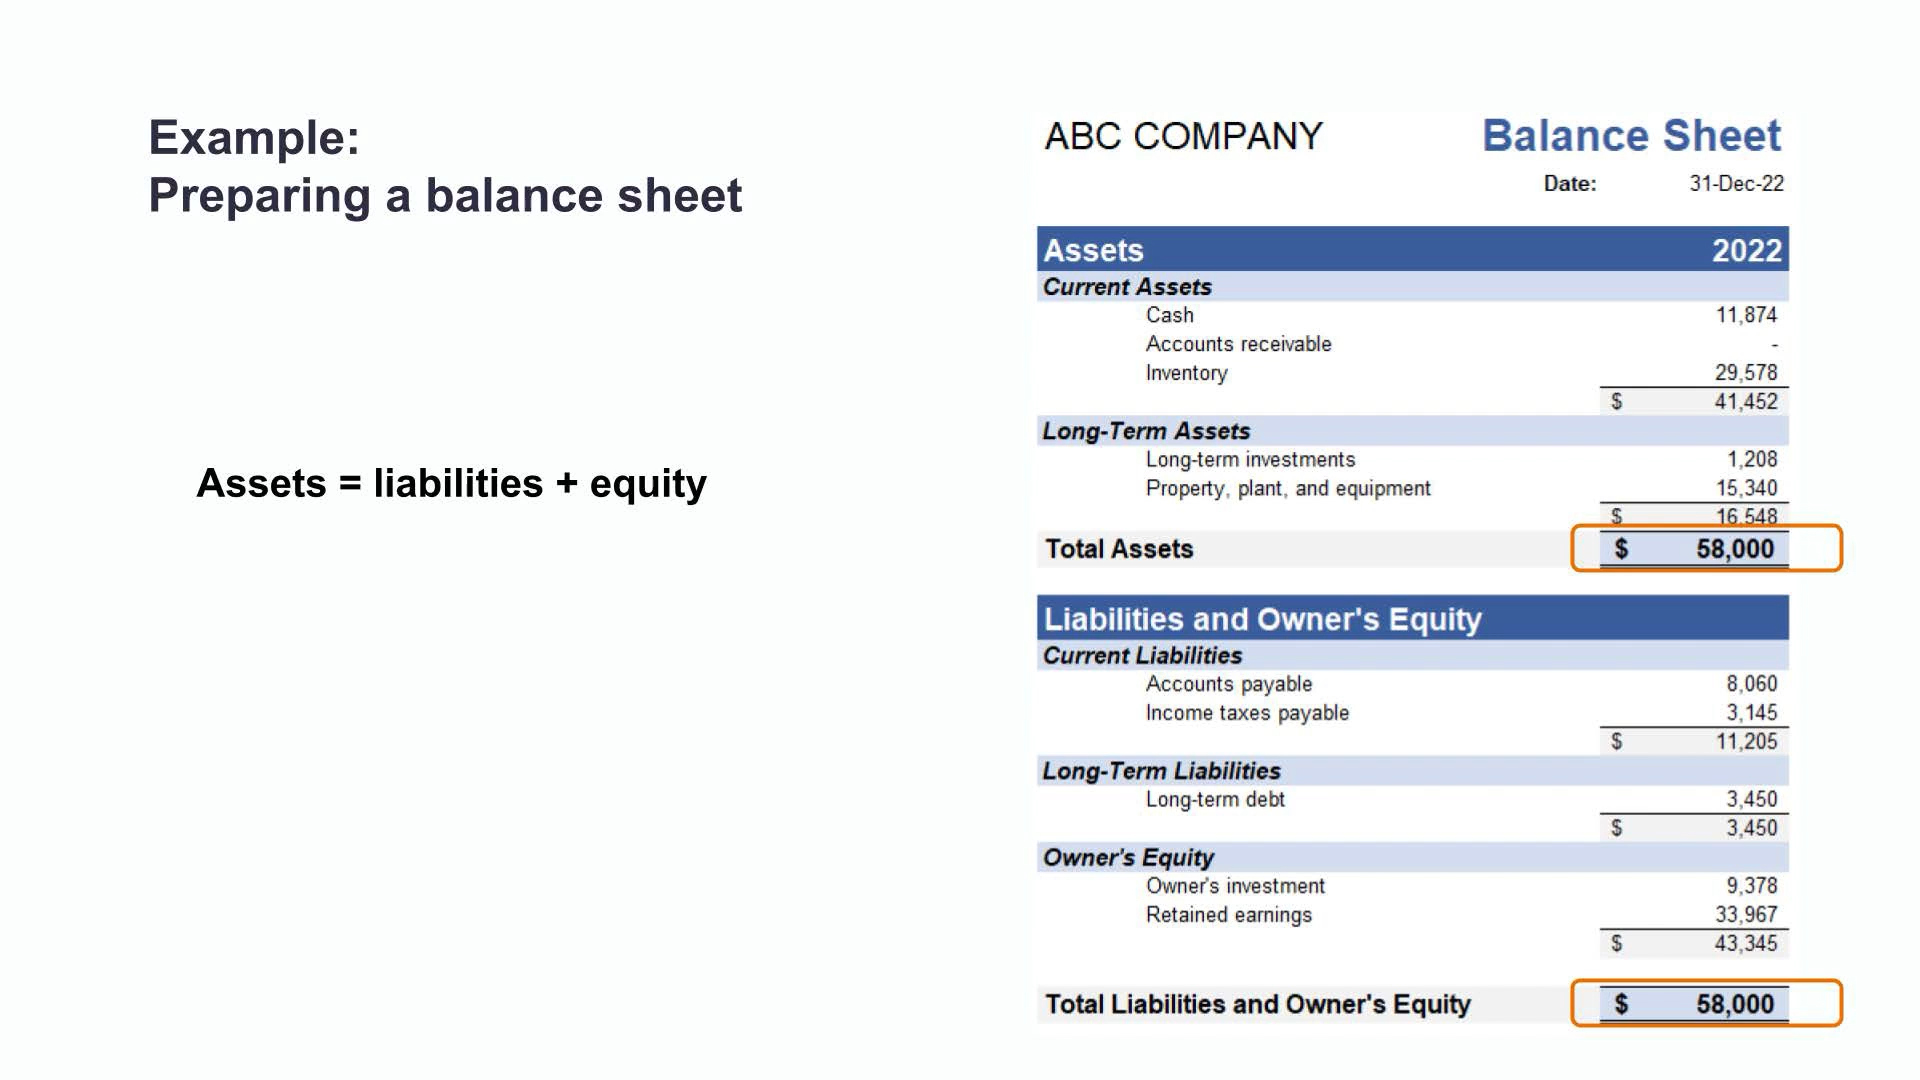 Example:
Preparing a balance sheet
Assets = liabilities + equity
ABC COMPANY Balance Sheet
Date: 31-Dec-22
Assets 2022
Current Assets
Cash 11,874
Accounts receivable -
Inventory 29,578
$ 41,452
Long-Term Assets
Long-term investments 1,208
Property, plant, and equipment 15,340
$ 16,548
Total Assets $ 58,000
Liabilities and Owner's Equity
Current Liabilities
Accounts payable 8,060
Income taxes payable 3,145
$ 11,205
Long-Term Liabilities
Long-term debt 3,450
$ 3,450
Owner's Equity
Owner's investment 9,378
Retained earnings 33,967
$ 43,345
Total Liabilities and Owner's Equity $ 58,000